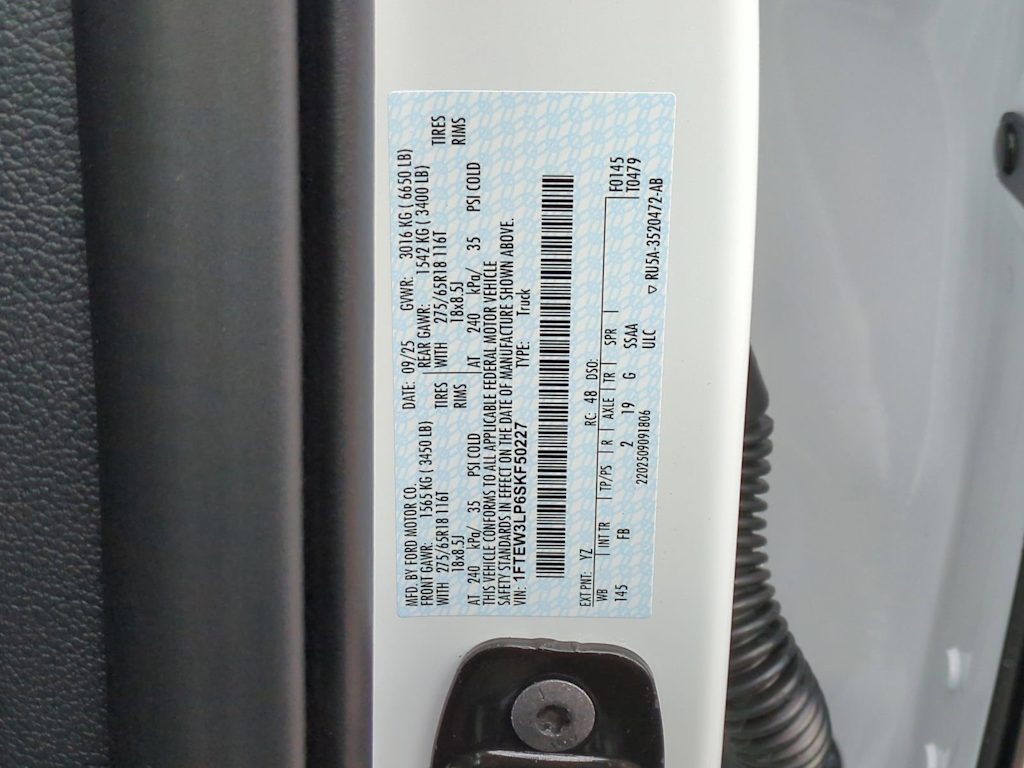 MFD. BY FORD MOTOR CO. DATE: 09/25 GVWR: 3016 KG ( 6650 LB)
FRONT GAWR: 1565 KG ( 3450 LB) REAR GAWR: 1542 KG ( 3400 LB)
WITH 275/65R18 116T TIRES WITH 275/65R18 116T TIRES
18x8.5J RIMS 18x8.5J RIMS
AT 240 kPa/ 35 PSI COLD AT 240 kPa/ 35 PSI COLD
THIS VEHICLE CONFORMS TO ALL APPLICABLE FEDERAL MOTOR VEHICLE
SAFETY STANDARDS IN EFFECT ON THE DATE OF MANUFACTURE SHOWN ABOVE.
VIN: 1FTEW3LP6SKF50227 TYPE: Truck
EXT PNT: YZ RC: 48 DSO:
WB INT TR TP/PS R AXLE TR SPR F0145
145 FB 2 19 G SSAA T0479
220250909 1806 ULC
▽ RU5A-3520472-AB